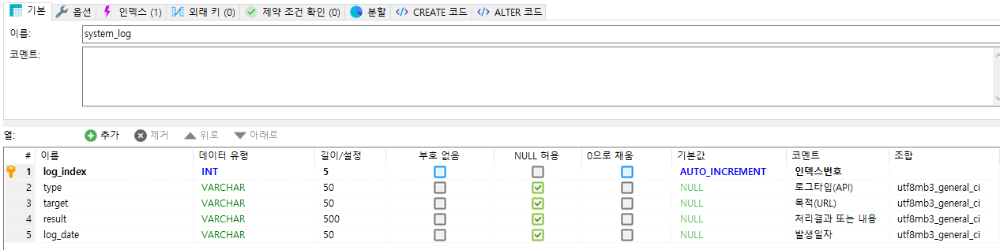 기본 옵션 인덱스 (1) 외래 키 (0) 제약 조건 확인 (0) 분할 CREATE 코드 ALTER 코드
이름: system_log
코멘트:
열: 추가 제거 위로 아래로
# 이름 데이터 유형 길이/설정 부호 없음 NULL 허용 0으로 채움 기본값 코멘트 조합
1 log_index INT 5 AUTO_INCREMENT 인덱스번호
2 type VARCHAR 50 NULL 로그타입(API) utf8mb3_general_ci
3 target VARCHAR 50 NULL 목적(URL) utf8mb3_general_ci
4 result VARCHAR 500 NULL 처리결과 또는 내용 utf8mb3_general_ci
5 log_date VARCHAR 50 NULL 발생일자 utf8mb3_general_ci